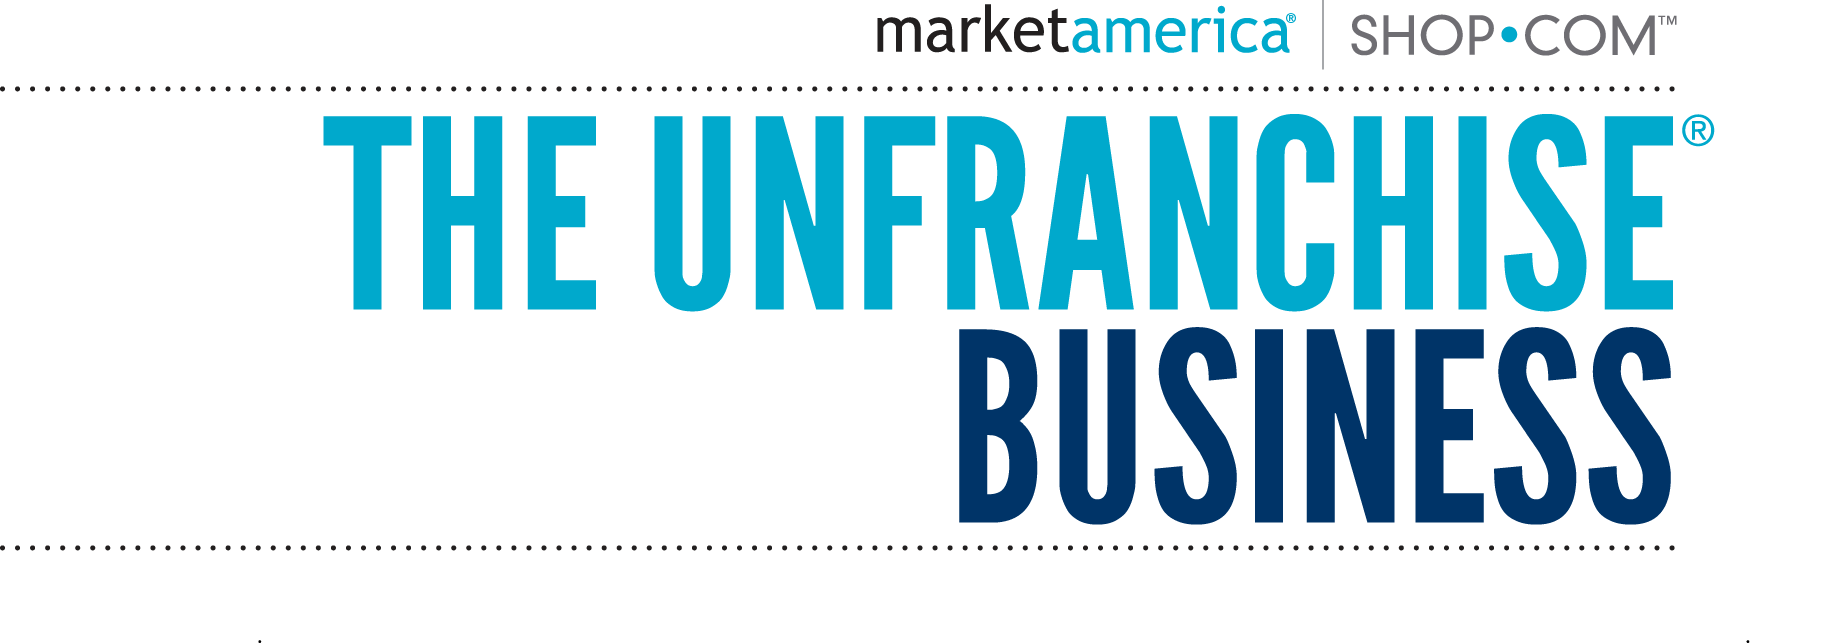 marketamerica® | SHOP•COM™
THE UNFRANCHISE®
BUSINESS